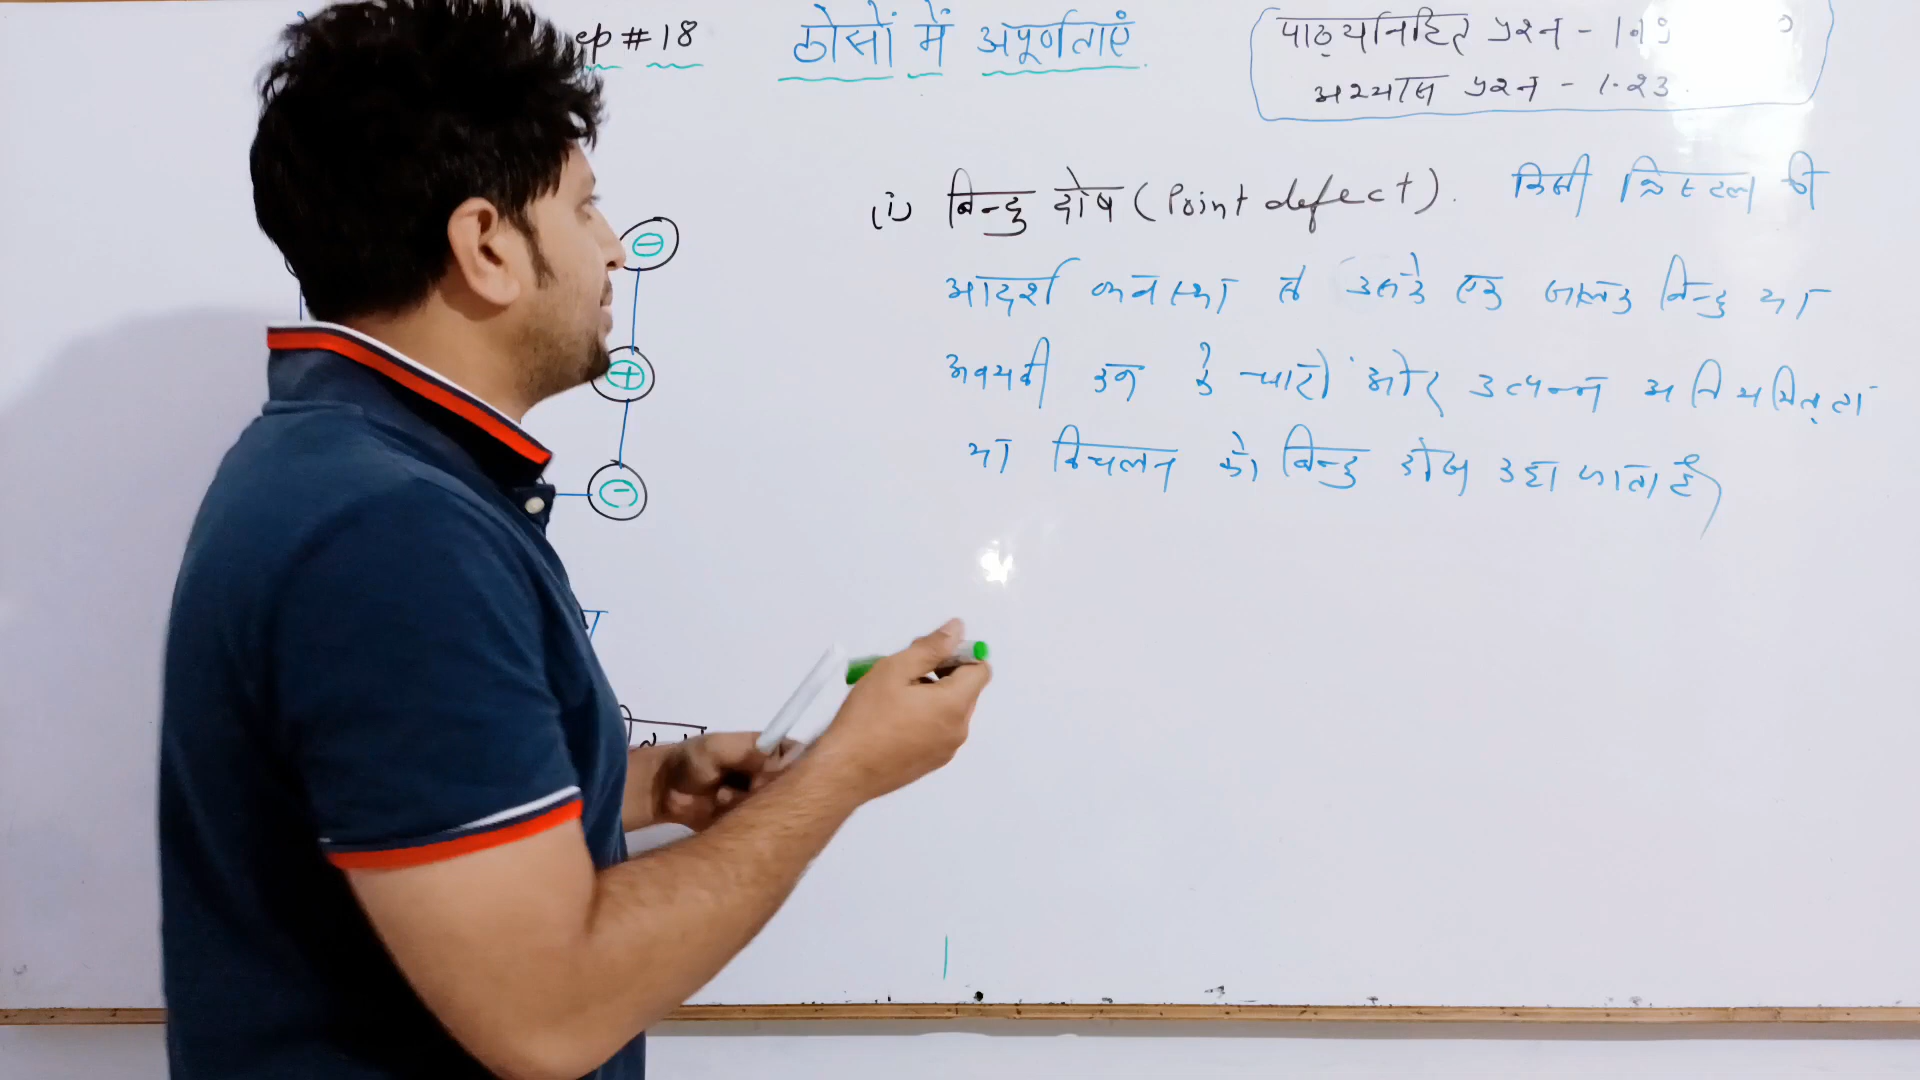 ep # 18
ठोसों में अपूर्णताएं
पाठ्यनिहित प्रश्न - 1.19
अभ्यास प्रश्न - 1.23
(i) बिन्दु दोष (Point defect). किसी क्रिस्टल की
आदर्श व्यवस्था से उसके एक जालक बिन्दु या
अवयवी कण के चारों ओर उत्पन्न अनियमितता
या विचलन को बिन्दु दोष कहा जाता है
⊖
+
-